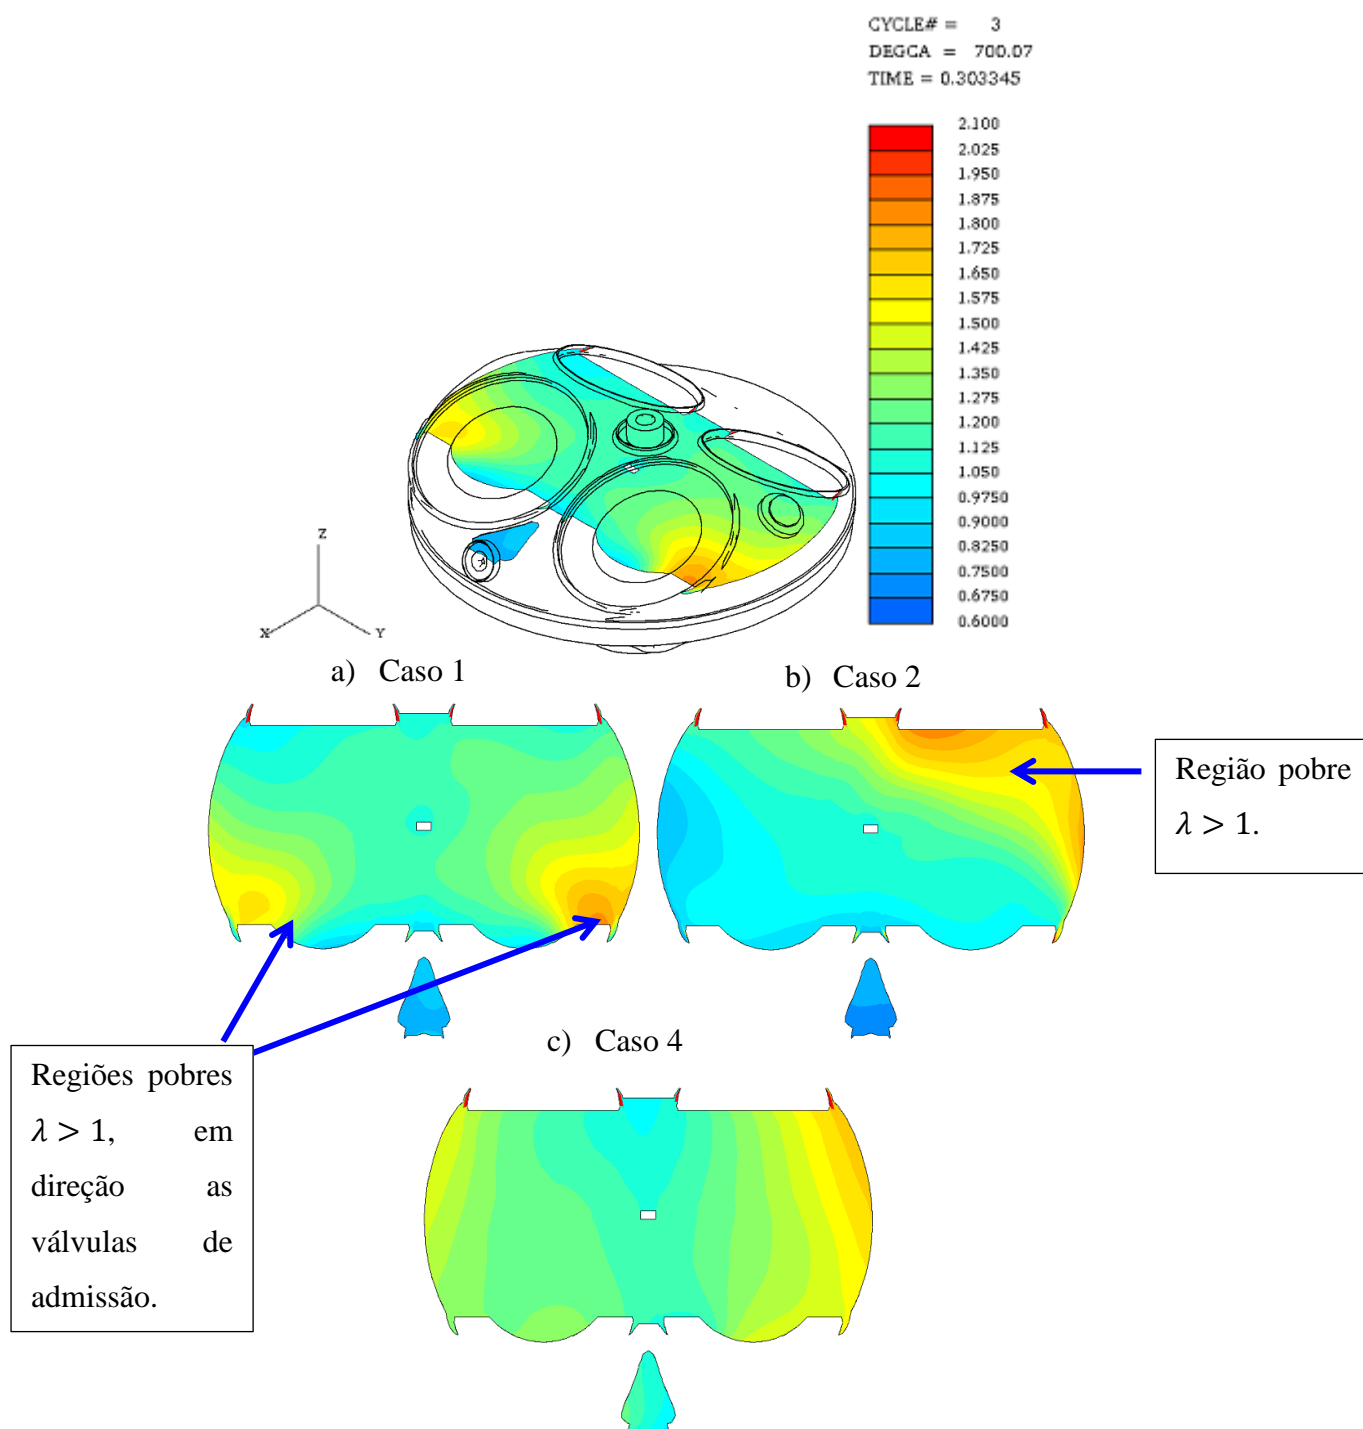 CYCLE# = 3
DEGCA = 700.07
TIME = 0.303345
2.100
2.025
1.950
1.875
1.800
1.725
1.650
1.575
1.500
1.425
1.350
1.275
1.200
1.125
1.050
0.9750
0.9000
0.8250
0.7500
0.6750
0.6000
Z
X
Y
a) Caso 1
b) Caso 2
Região pobre
λ > 1.
c) Caso 4
Regiões pobres
λ > 1, em
direção as
válvulas de
admissão.